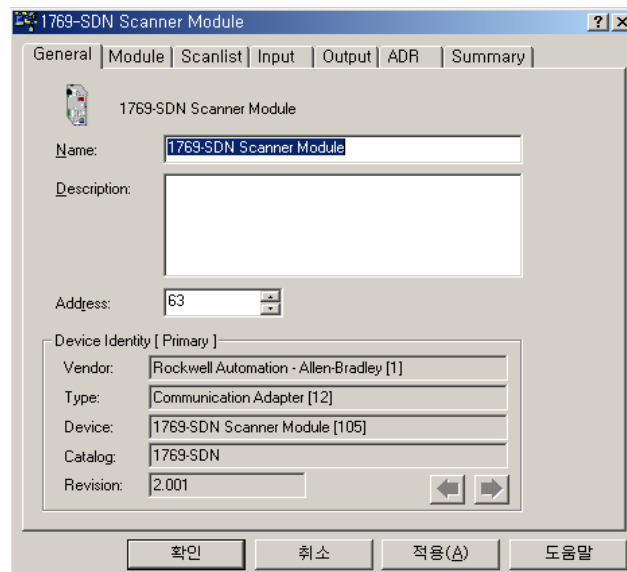 1769-SDN Scanner Module
General Module Scanlist Input Output ADR Summary
1769-SDN Scanner Module
Name: 1769-SDN Scanner Module
Description:
Address: 63
Device Identity [ Primary ]
Vendor: Rockwell Automation - Allen-Bradley [1]
Type: Communication Adapter [12]
Device: 1769-SDN Scanner Module [105]
Catalog: 1769-SDN
Revision: 2.001
확인 취소 적용(A) 도움말